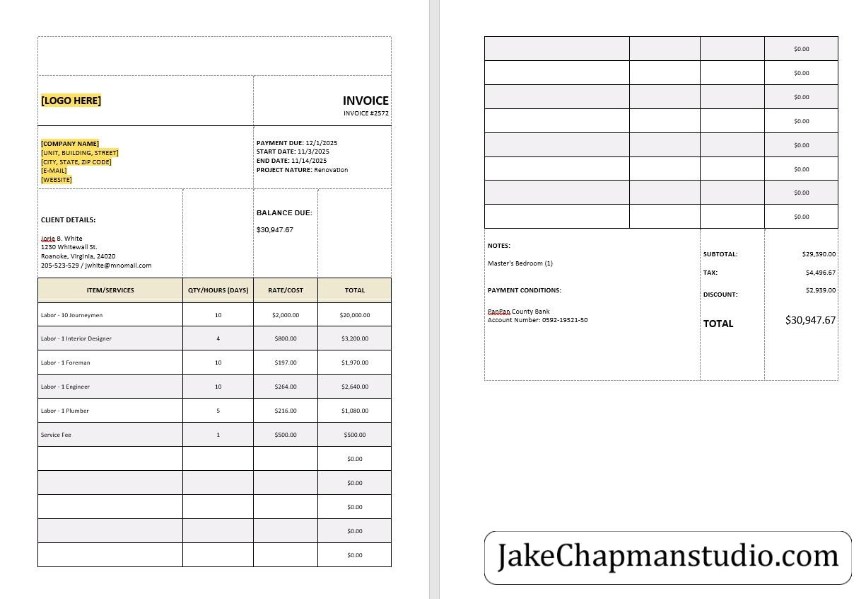 [LOGO HERE]
INVOICE
INVOICE #2572
[COMPANY NAME]
[UNIT, BUILDING, STREET]
[CITY, STATE, ZIP CODE]
[E-MAIL]
[WEBSITE]
PAYMENT DUE: 12/1/2025
START DATE: 11/3/2025
END DATE: 11/14/2025
PROJECT NATURE: Renovation
CLIENT DETAILS:
Jorie B. White
1230 Whitewall St.
Roanoke, Virginia, 24020
205-523-529 / jwhite@mnomail.com
BALANCE DUE:
$30,947.67
ITEM/SERVICES QTY/HOURS (DAYS) RATE/COST TOTAL
Labor - 10 Journeymen 10 $2,000.00 $20,000.00
Labor - 1 Interior Designer 4 $800.00 $3,200.00
Labor - 1 Foreman 10 $197.00 $1,970.00
Labor - 1 Engineer 10 $264.00 $2,640.00
Labor - 1 Plumber 5 $216.00 $1,080.00
Service Fee 1 $500.00 $500.00
$0.00
$0.00
$0.00
$0.00
$0.00
$0.00
$0.00
$0.00
$0.00
$0.00
$0.00
$0.00
$0.00
NOTES:
Master's Bedroom (1)
PAYMENT CONDITIONS:
PanPan County Bank
Account Number: 0592-19521-50
SUBTOTAL: $29,390.00
TAX: $4,496.67
DISCOUNT: $2,939.00
TOTAL $30,947.67
JakeChapmanstudio.com